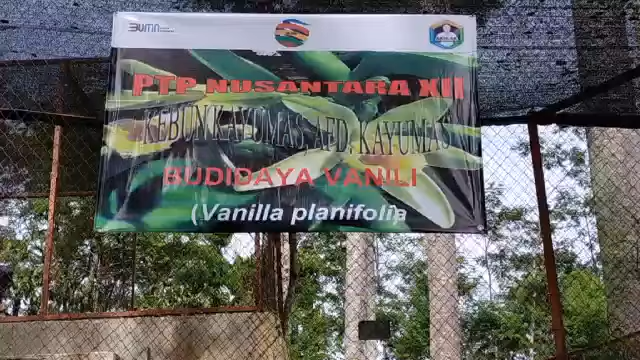 BUMN
PTP NUSANTARA XII
KEBUN KAYUMAS, AFD. KAYUMAS
BUDIDAYA VANILI
(Vanilla planifolia